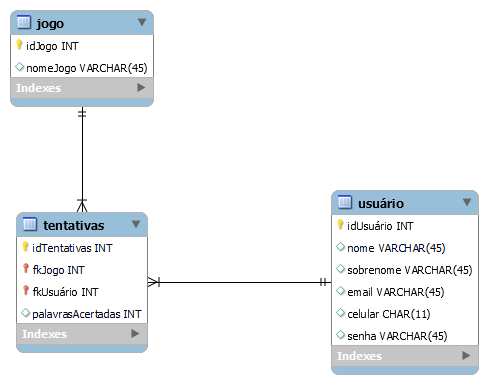 jogo
idJogo INT
nomeJogo VARCHAR(45)
Indexes
tentativas
idTentativas INT
fkJogo INT
fkUsuário INT
palavrasAcertadas INT
Indexes
usuário
idUsuário INT
nome VARCHAR(45)
sobrenome VARCHAR(45)
email VARCHAR(45)
celular CHAR(11)
senha VARCHAR(45)
Indexes